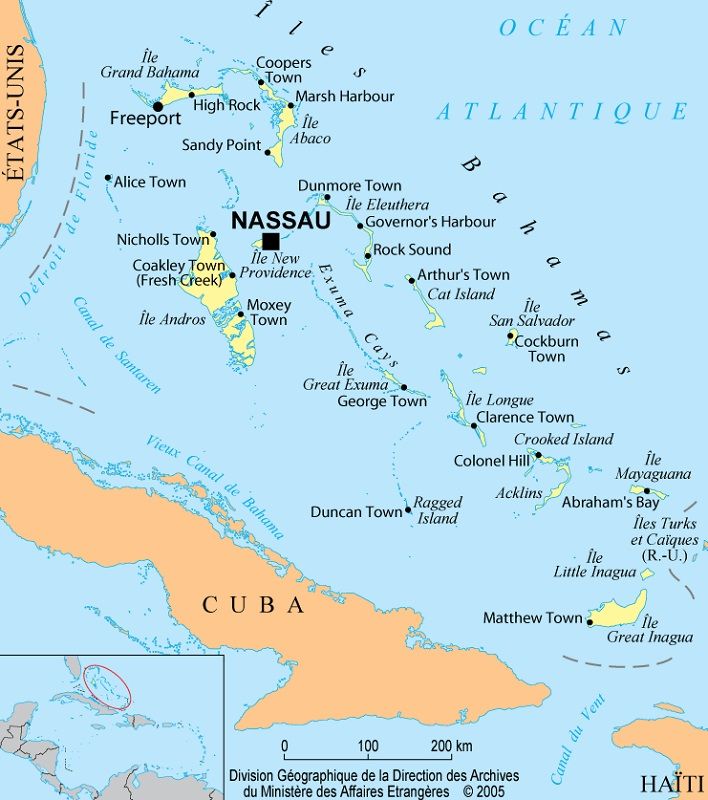 Îles Bahamas
OCÉAN
ATLANTIQUE
ÉTATS-UNIS
Île
Grand Bahama
Coopers
Town
High Rock
Marsh Harbour
Freeport
Île
Abaco
Sandy Point
Détroit de Floride
Alice Town
Dunmore Town
Île Eleuthera
NASSAU
Governor's Harbour
Nicholls Town
Île New
Providence
Rock Sound
Coakley Town
(Fresh Creek)
Exuma Cays
Arthur's Town
Cat Island
Moxey
Town
Île Andros
Île
San Salvador
Cockburn
Town
Canal de Santaren
Île
Great Exuma
George Town
Île Longue
Clarence Town
Vieux Canal de Bahama
Crooked Island
Colonel Hill
Île
Mayaguana
Acklins
Abraham's Bay
Duncan Town
Ragged
Island
Îles Turks
et Caïques
(R.-U.)
Île
Little Inagua
CUBA
Matthew Town
Île
Great Inagua
Canal du Vent
HAÏTI
0 100 200 km
Division Géographique de la Direction des Archives
du Ministère des Affaires Etrangères © 2005